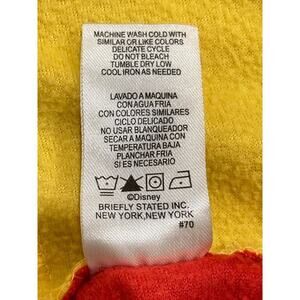 MACHINE WASH COLD WITH
SIMILAR OR LIKE COLORS
DELICATE CYCLE
DO NOT BLEACH
TUMBLE DRY LOW
COOL IRON AS NEEDED
LAVADO A MAQUINA
CON AGUA FRIA
CON COLORES SIMILARES
CICLO DELICADO
NO USAR BLANQUEADOR
SECAR A MAQUINA CON
TEMPERATURA BAJA
PLANCHAR FRIA
SI ES NECESARIO
©Disney
BRIEFLY STATED INC.
NEW YORK,NEW YORK
#70